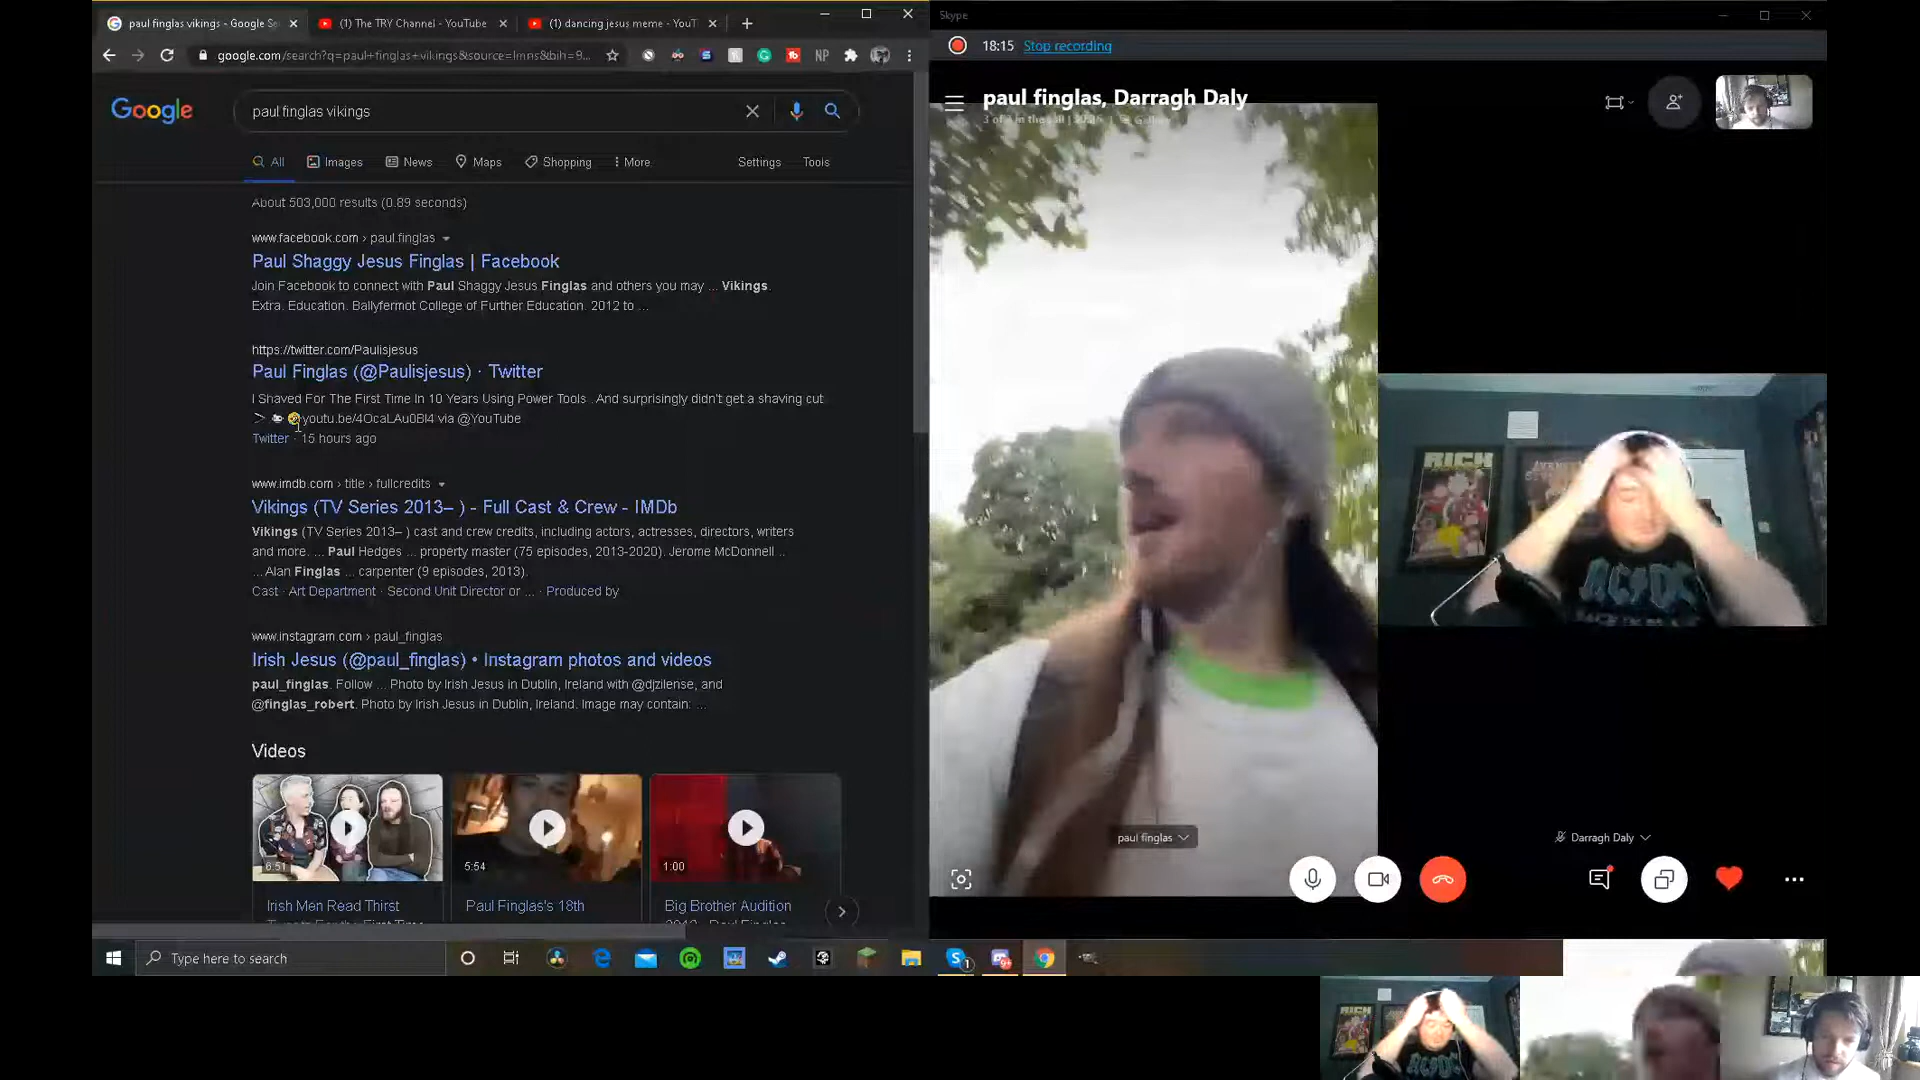 paul finglas vikings - Google Se
(1) The TRY Channel - YouTube
(1) dancing jesus meme - YouT
google.com/search?q=paul+finglas+vikings&source=lmns&bih=9...
NP
Google
paul finglas vikings
All
Images
News
Maps
Shopping
More
Settings
Tools
About 503,000 results (0.89 seconds)
www.facebook.com › paul.finglas
Paul Shaggy Jesus Finglas | Facebook
Join Facebook to connect with Paul Shaggy Jesus Finglas and others you may ... Vikings.
Extra. Education. Ballyfermot College of Further Education. 2012 to ...
https://twitter.com/Paulisjesus
Paul Finglas (@Paulisjesus) · Twitter
I Shaved For The First Time In 10 Years Using Power Tools . And surprisingly didn't get a shaving cut
youtu.be/4OcaLAu0BI4 via @YouTube
Twitter · 15 hours ago
www.imdb.com › title › fullcredits
Vikings (TV Series 2013– ) - Full Cast & Crew - IMDb
Vikings (TV Series 2013– ) cast and crew credits, including actors, actresses, directors, writers
and more. ... Paul Hedges ... property master (75 episodes, 2013-2020). Jerome McDonnell ..
... Alan Finglas ... carpenter (9 episodes, 2013).
Cast · Art Department · Second Unit Director or ... · Produced by
www.instagram.com › paul_finglas
Irish Jesus (@paul_finglas) • Instagram photos and videos
paul_finglas. Follow ... Photo by Irish Jesus in Dublin, Ireland with @djzilense, and
@finglas_robert. Photo by Irish Jesus in Dublin, Ireland. Image may contain: ...
Videos
6:51
5:54
1:00
Irish Men Read Thirst
Paul Finglas's 18th
Big Brother Audition
Type here to search
Skype
18:15 Stop recording
paul finglas, Darragh Daly
RICH
AC/DC
paul finglas
Darragh Daly
1
9+
RICH
AC/DC